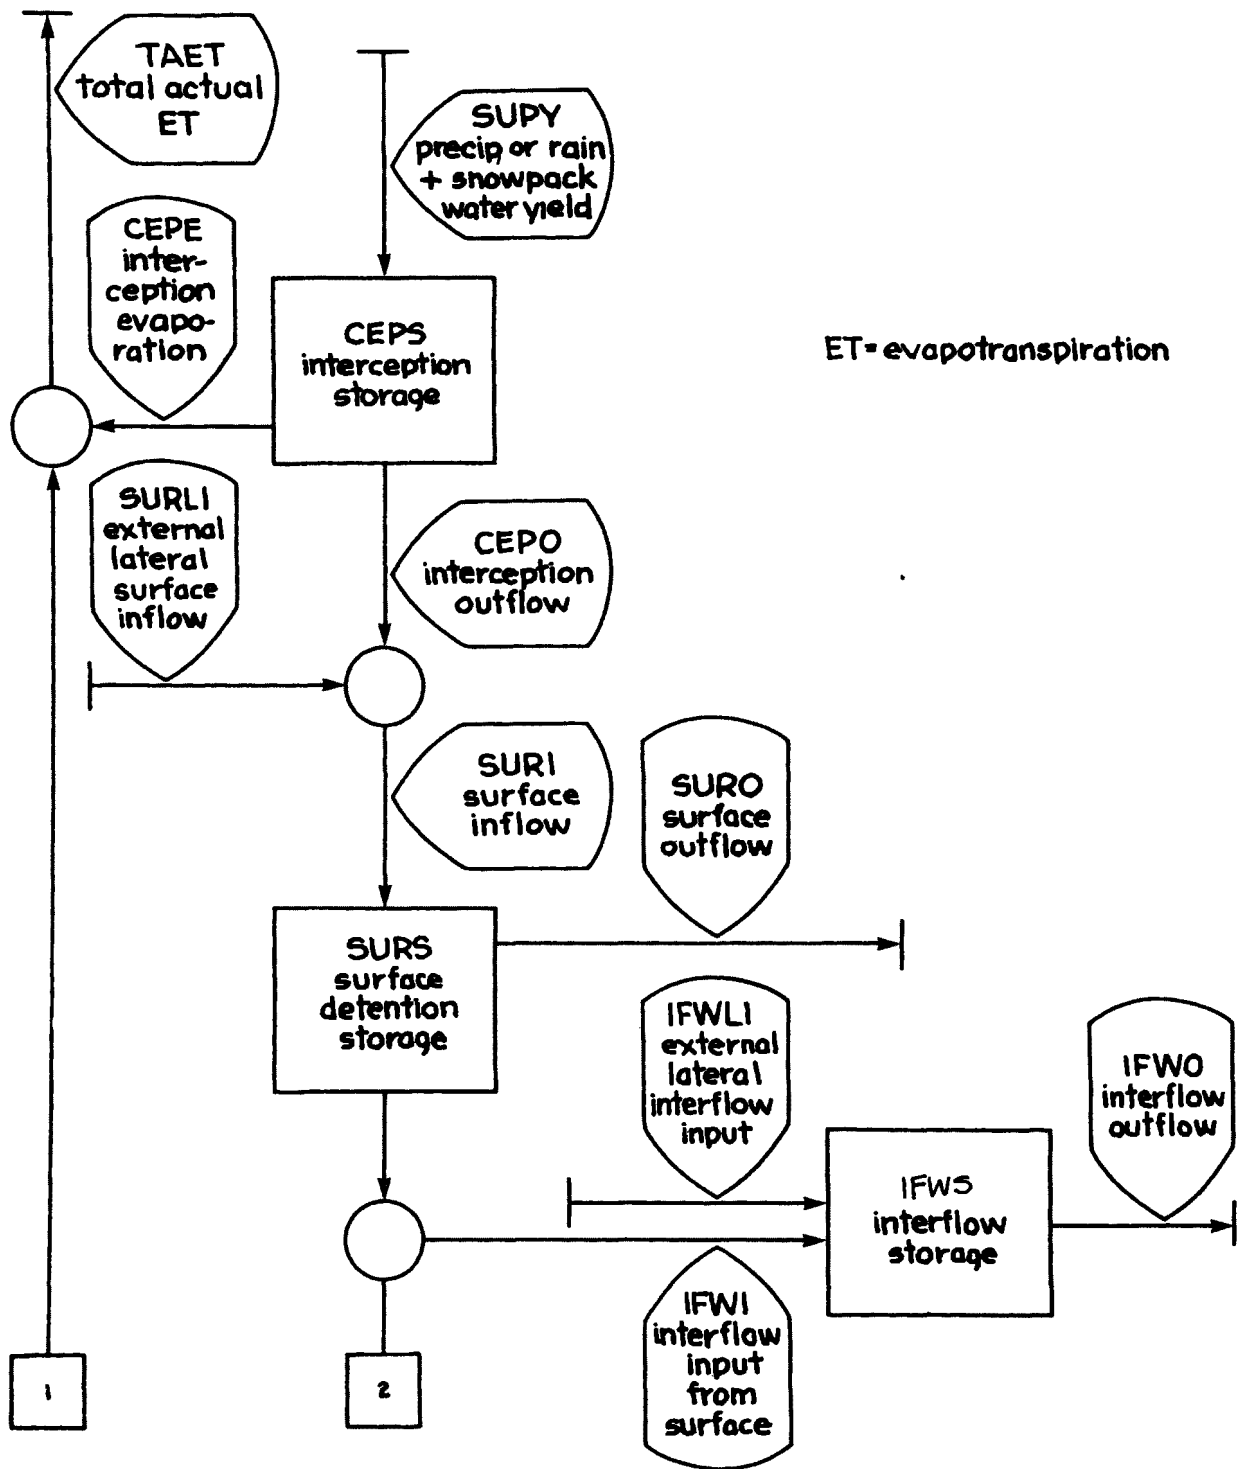 TAET
total actual
ET
SUPY
precip or rain
+ snowpack
water yield
CEPE
inter-
ception
evapo-
ration
CEPS
interception
storage
ET=evapotranspiration
SURLI
external
lateral
surface
inflow
CEPO
interception
outflow
SURI
surface
inflow
SURO
surface
outflow
SURS
surface
detention
storage
IFWLI
external
lateral
interflow
input
IFWO
interflow
outflow
IFWS
interflow
storage
IFWI
interflow
input
from
surface
1
2